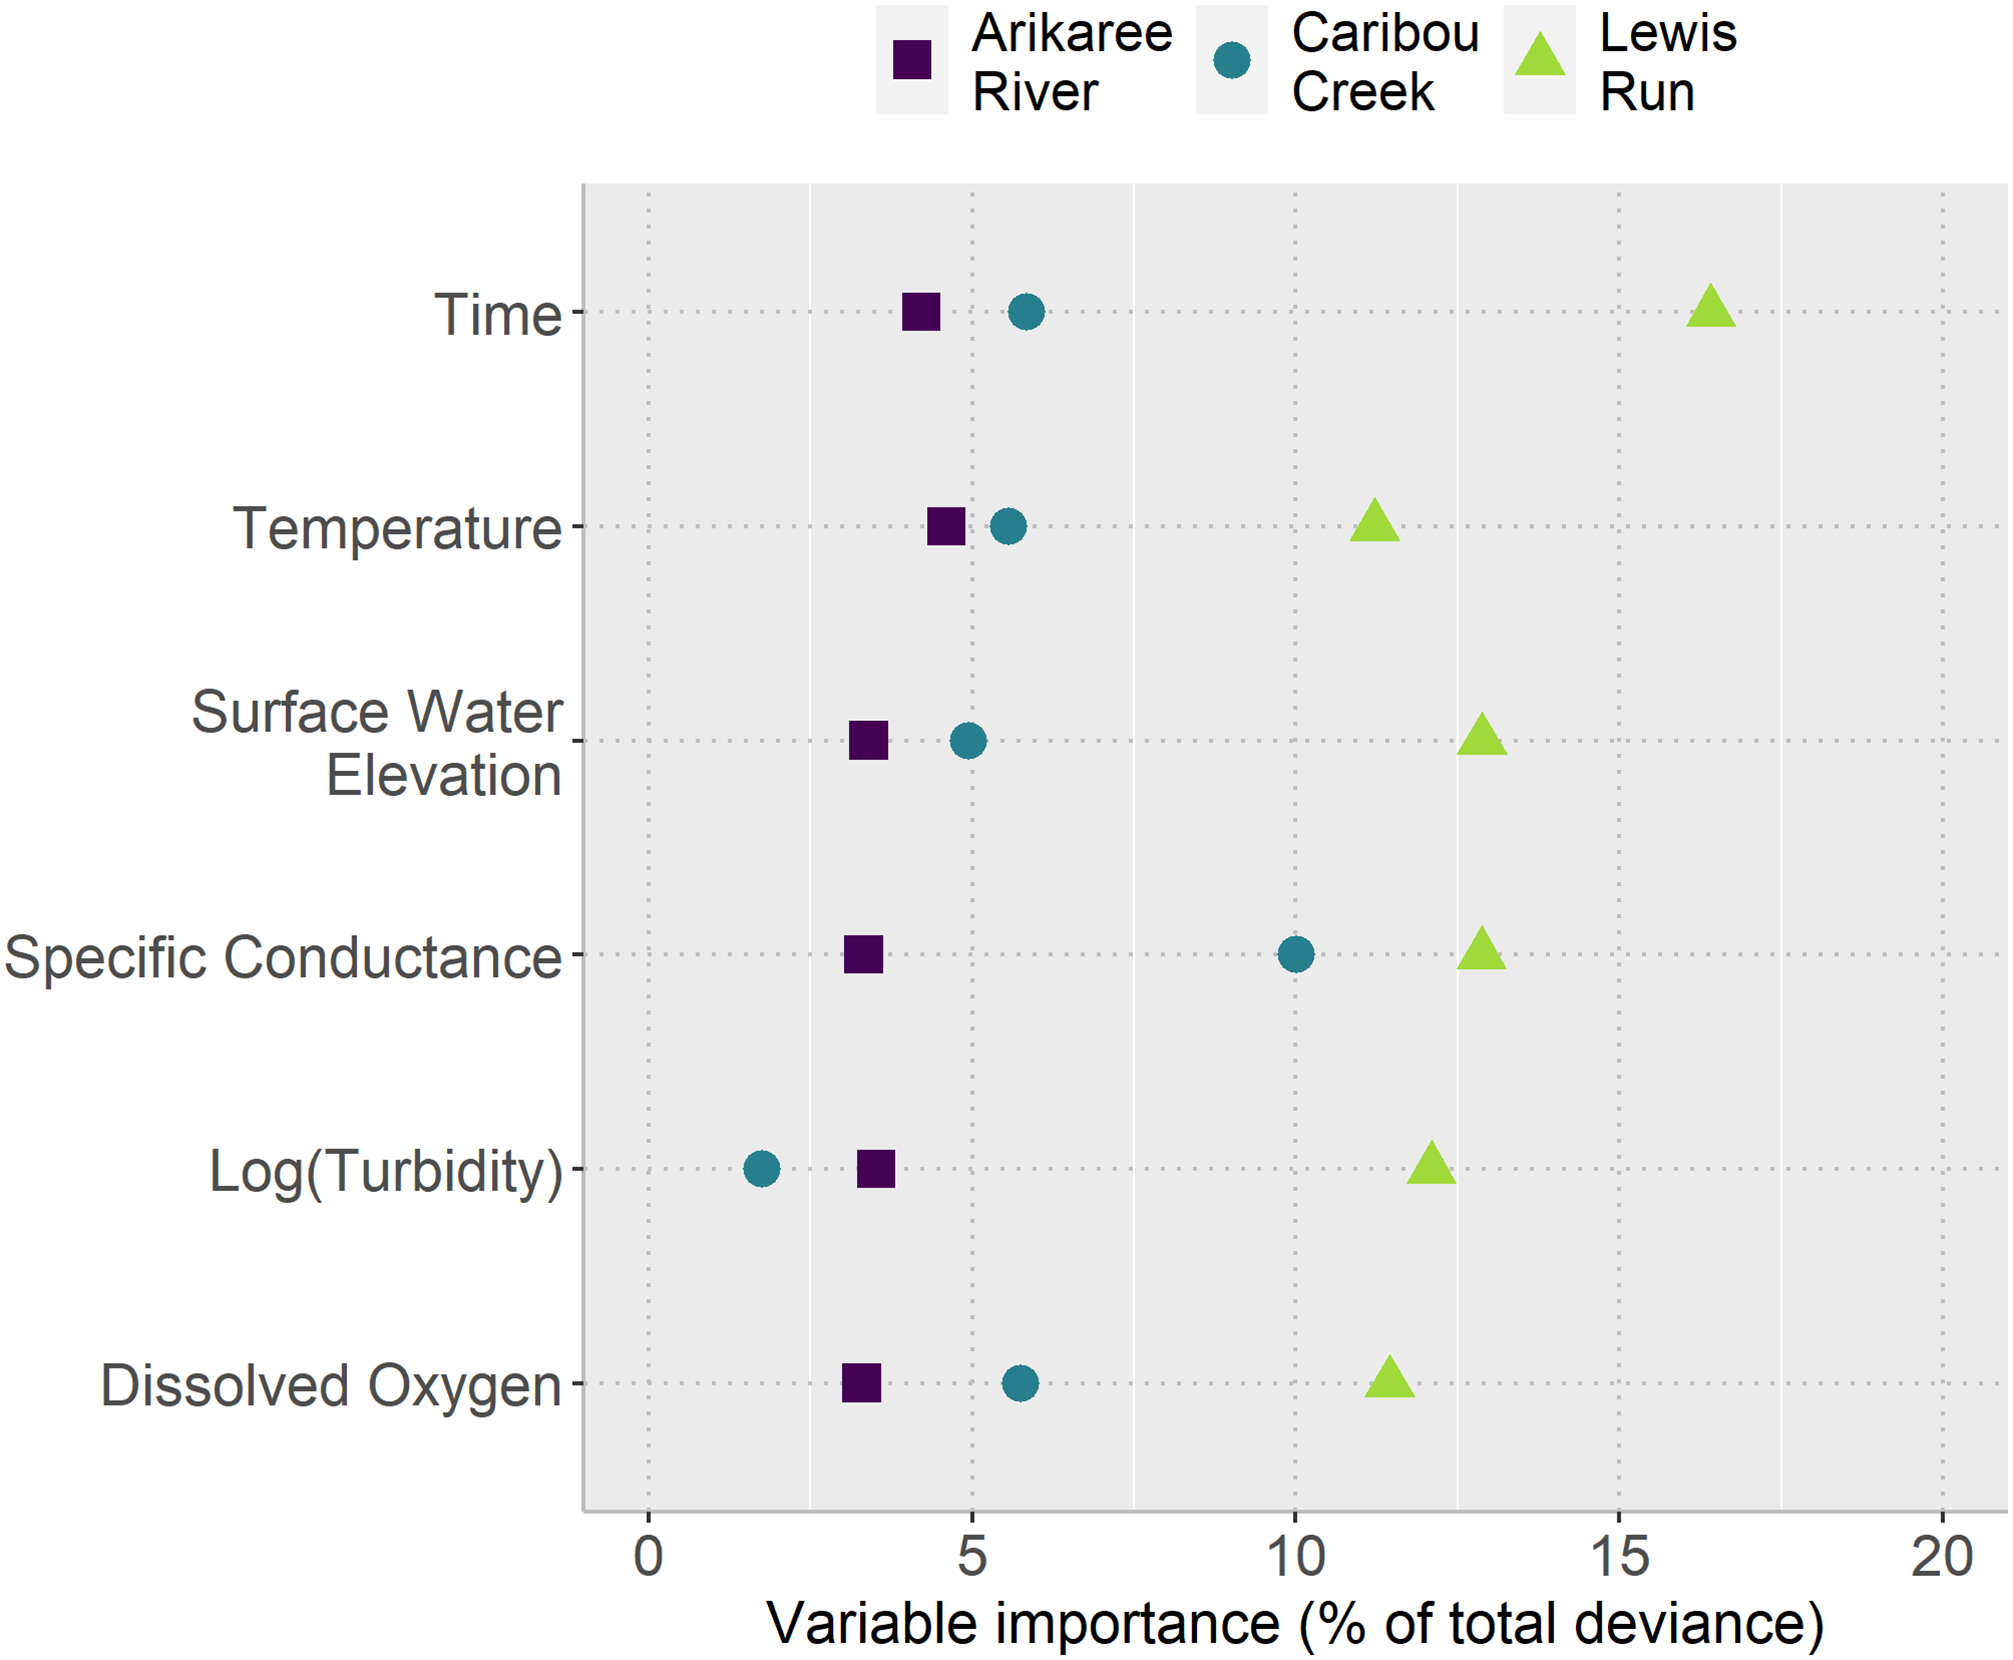 Arikaree
River
Caribou
Creek
Lewis
Run
Time
Temperature
Surface Water
Elevation
Specific Conductance
Log(Turbidity)
Dissolved Oxygen
0 5 10 15 20
Variable importance (% of total deviance)